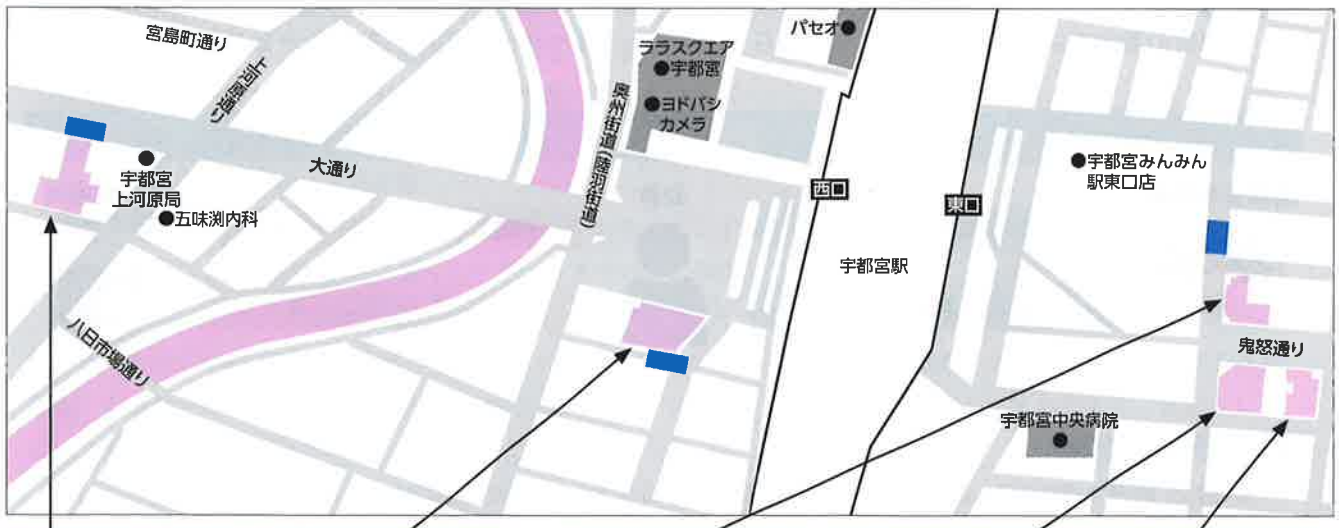 宮島町通り
上河原通り
大通り
宇都宮
上河原局
五味渕内科
八日市場通り
奥州街道(陸羽街道)
パセオ
ララスクエア
宇都宮
ヨドバシ
カメラ
西口
東口
宇都宮駅
宇都宮みんみん
駅東口店
鬼怒通り
宇都宮中央病院